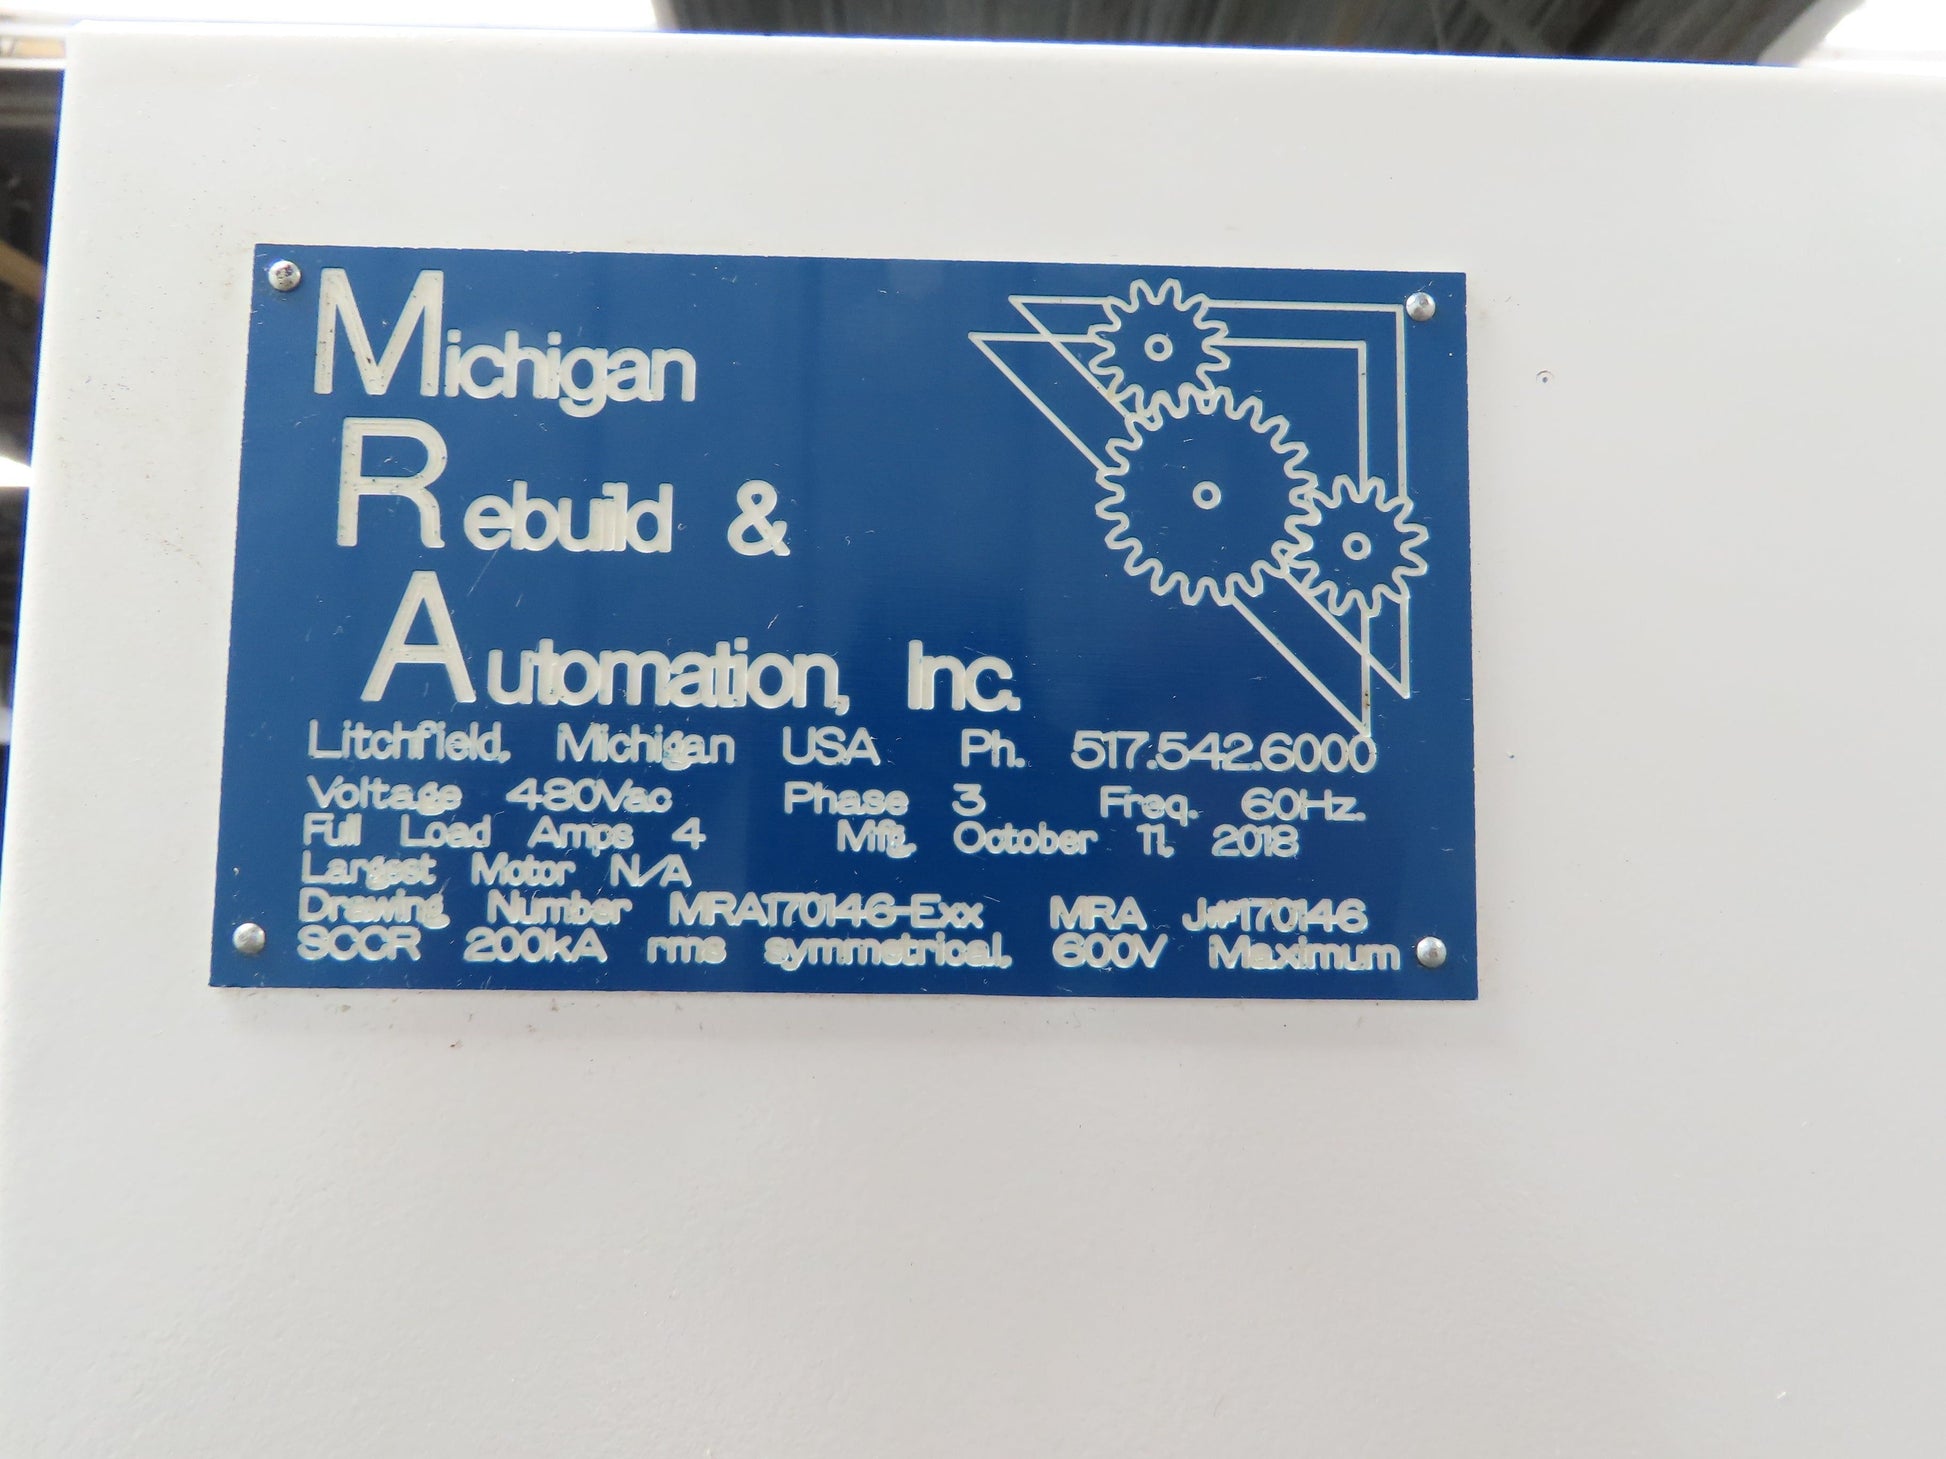 Michigan
Rebuild &
Automation, Inc.
Litchfield, Michigan USA Ph. 517.542.6000
Voltage 480Vac Phase 3 Freq. 60Hz.
Full Load Amps 4 Mfg. October 11, 2018
Largest Motor N/A
Drawing Number MRA170146-Exx MRA J#170146
SCCR 200kA rms symmetrical, 600V Maximum